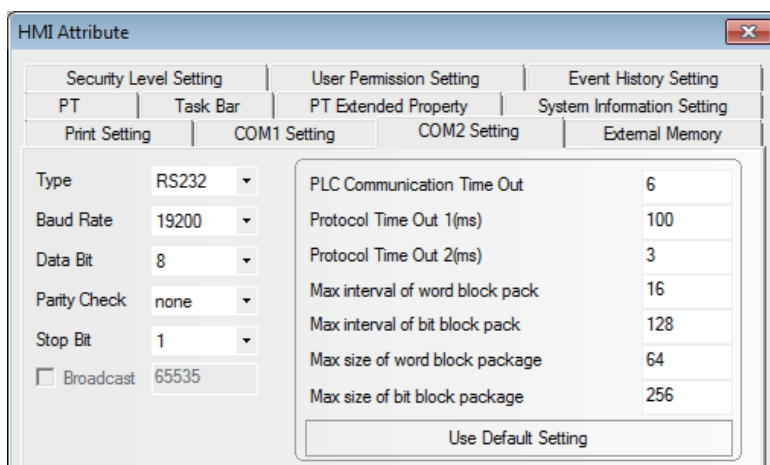 HMI Attribute
Security Level Setting User Permission Setting Event History Setting
PT Task Bar PT Extended Property System Information Setting
Print Setting COM1 Setting COM2 Setting External Memory
Type RS232
Baud Rate 19200
Data Bit 8
Parity Check none
Stop Bit 1
Broadcast 65535
PLC Communication Time Out 6
Protocol Time Out 1(ms) 100
Protocol Time Out 2(ms) 3
Max interval of word block pack 16
Max interval of bit block pack 128
Max size of word block package 64
Max size of bit block package 256
Use Default Setting